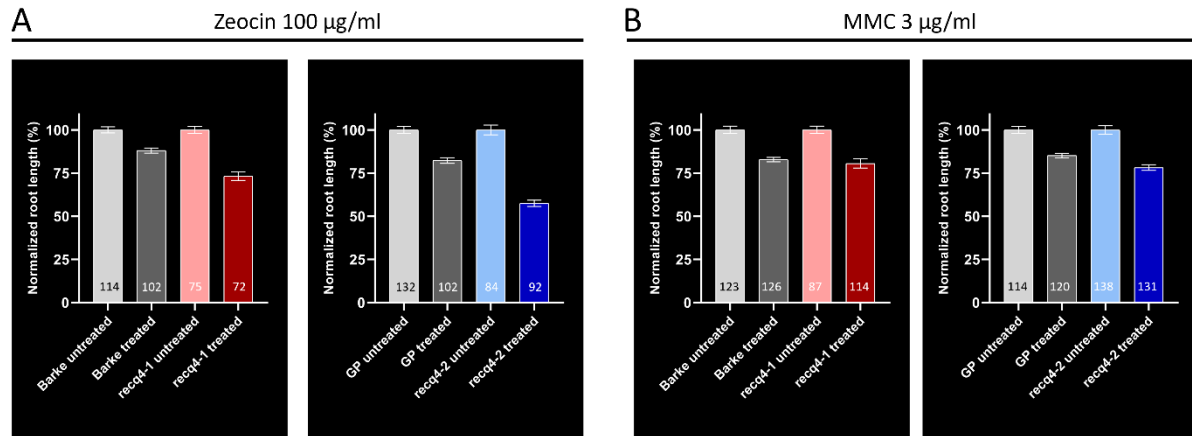 A
Zeocin 100 µg/ml
B
MMC 3 µg/ml
Normalized root length (%)
100
75
50
25
0
114
102
75
72
Barke untreated
Barke treated
recq4-1 untreated
recq4-1 treated
Normalized root length (%)
100
75
50
25
0
132
102
84
92
GP untreated
GP treated
recq4-2 untreated
recq4-2 treated
Normalized root length (%)
100
75
50
25
0
123
126
87
114
Barke untreated
Barke treated
recq4-1 untreated
recq4-1 treated
Normalized root length (%)
100
75
50
25
0
114
120
138
131
GP untreated
GP treated
recq4-2 untreated
recq4-2 treated